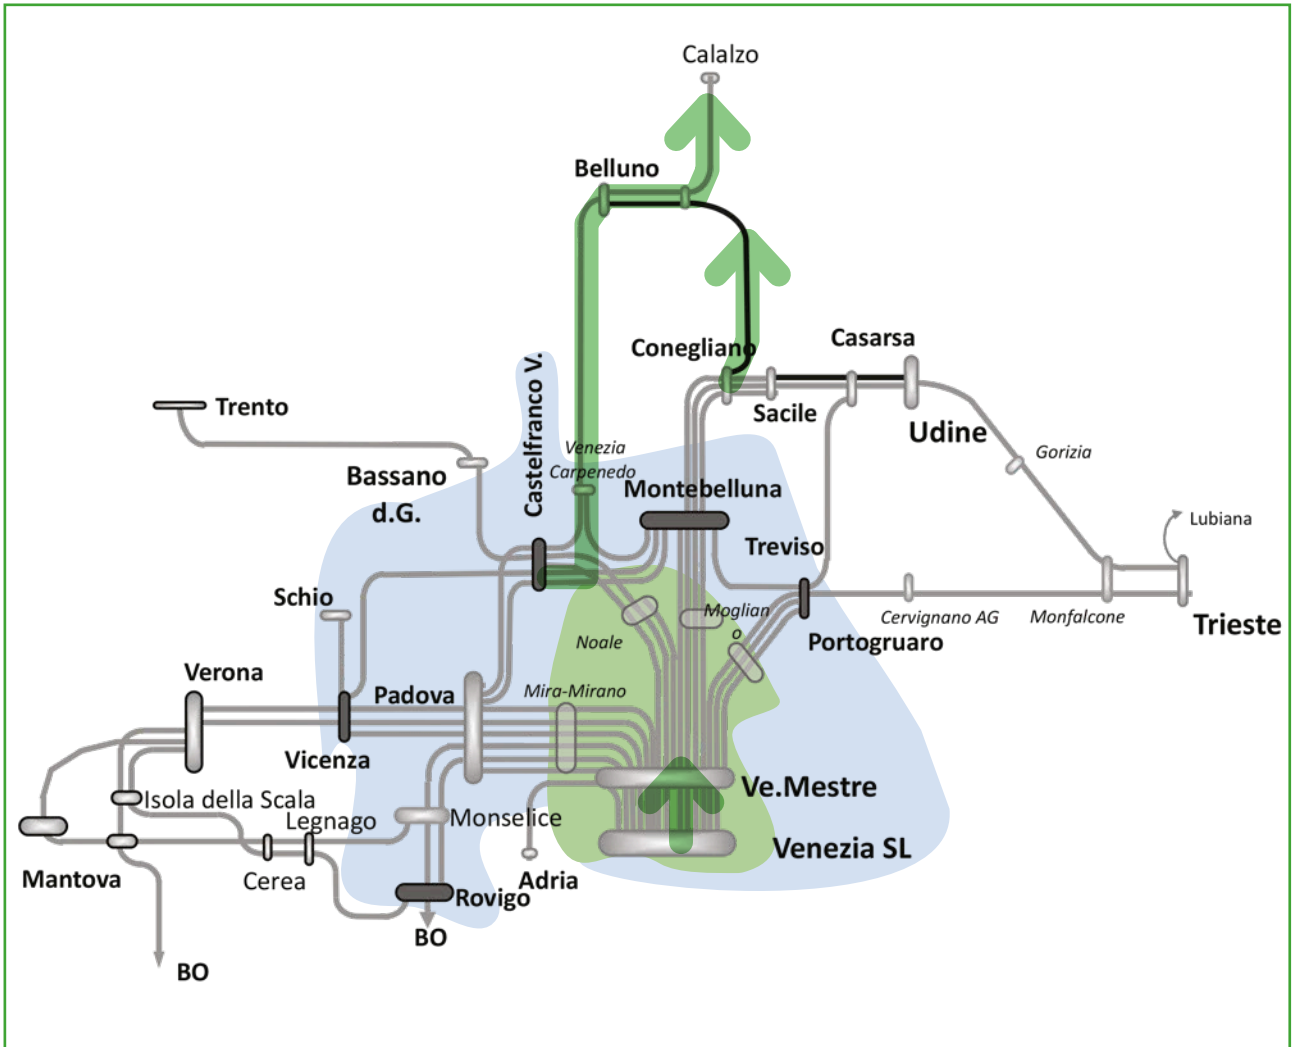 Calalzo
Belluno
Conegliano
Casarsa
Castelfranco V.
Trento
Sacile
Udine
Venezia
Carpenedo
Gorizia
Bassano
d.G.
Montebelluna
Lubiana
Treviso
Schio
Moglian
o
Cervignano AG
Monfalcone
Trieste
Noale
Portogruaro
Verona
Padova
Mira-Mirano
Vicenza
Ve.Mestre
Isola della Scala
Legnago
Monselice
Venezia SL
Mantova
Cerea
Adria
Rovigo
BO
BO